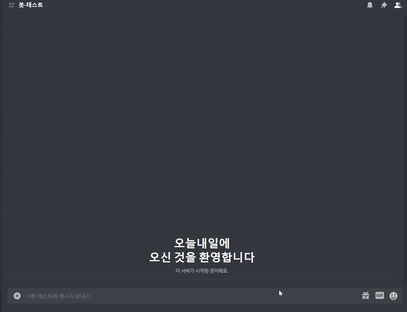 # 봇-테스트
오늘내일에
오신 것을 환영합니다
이 서버가 시작된 곳이에요.
#봇-테스트에 메시지 보내기
GIF